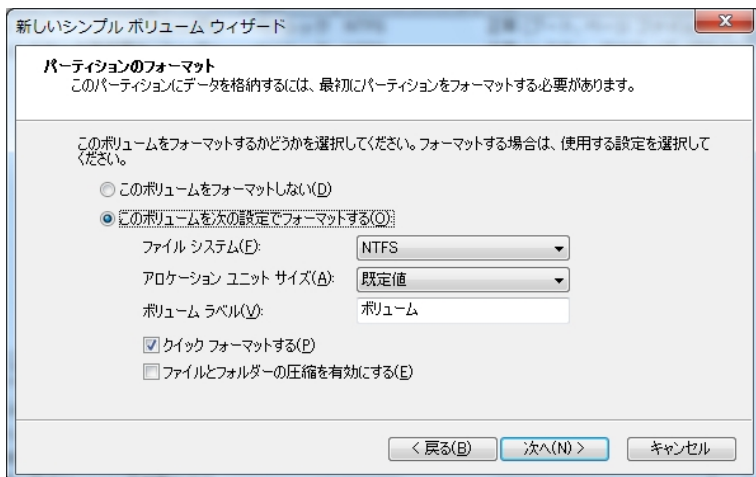 新しいシンプル ボリューム ウィザード
パーティションのフォーマット
このパーティションにデータを格納するには、最初にパーティションをフォーマットする必要があります。
このボリュームをフォーマットするかどうかを選択してください。フォーマットする場合は、使用する設定を選択して
ください。
このボリュームをフォーマットしない(D)
このボリュームを次の設定でフォーマットする(O):
ファイル システム(F): NTFS
アロケーション ユニット サイズ(A): 既定値
ボリューム ラベル(V): ボリューム
クイック フォーマットする(P)
ファイルとフォルダーの圧縮を有効にする(E)
< 戻る(B) 次へ(N) > キャンセル